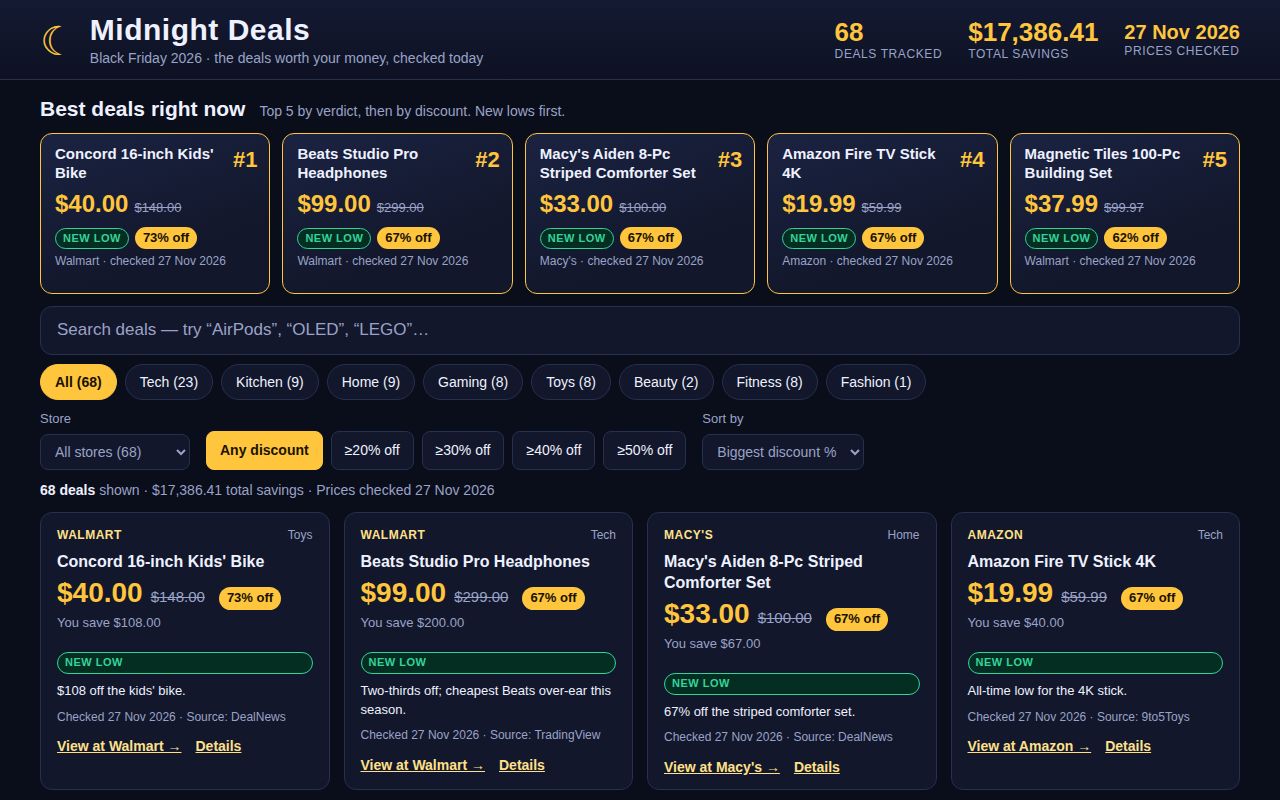 Midnight Deals
Black Friday 2026 · the deals worth your money, checked today
68
DEALS TRACKED
$17,386.41
TOTAL SAVINGS
27 Nov 2026
PRICES CHECKED
Best deals right now
Top 5 by verdict, then by discount. New lows first.
Concord 16-inch Kids'
Bike
#1
$40.00 $148.00
NEW LOW 73% off
Walmart · checked 27 Nov 2026
Beats Studio Pro
Headphones
#2
$99.00 $299.00
NEW LOW 67% off
Walmart · checked 27 Nov 2026
Macy's Aiden 8-Pc
Striped Comforter Set
#3
$33.00 $100.00
NEW LOW 67% off
Macy's · checked 27 Nov 2026
Amazon Fire TV Stick
4K
#4
$19.99 $59.99
NEW LOW 67% off
Amazon · checked 27 Nov 2026
Magnetic Tiles 100-Pc
Building Set
#5
$37.99 $99.97
NEW LOW 62% off
Walmart · checked 27 Nov 2026
Search deals — try “AirPods”, “OLED”, “LEGO”…
All (68) Tech (23) Kitchen (9) Home (9) Gaming (8) Toys (8) Beauty (2) Fitness (8) Fashion (1)
Store
All stores (68)
Any discount ≥20% off ≥30% off ≥40% off ≥50% off
Sort by
Biggest discount %
68 deals shown · $17,386.41 total savings · Prices checked 27 Nov 2026
WALMART Toys
Concord 16-inch Kids' Bike
$40.00 $148.00 73% off
You save $108.00
NEW LOW
$108 off the kids' bike.
Checked 27 Nov 2026 · Source: DealNews
View at Walmart → Details
WALMART Tech
Beats Studio Pro Headphones
$99.00 $299.00 67% off
You save $200.00
NEW LOW
Two-thirds off; cheapest Beats over-ear this
season.
Checked 27 Nov 2026 · Source: TradingView
View at Walmart → Details
MACY'S Home
Macy's Aiden 8-Pc Striped
Comforter Set
$33.00 $100.00 67% off
You save $67.00
NEW LOW
67% off the striped comforter set.
Checked 27 Nov 2026 · Source: DealNews
View at Macy's → Details
AMAZON Tech
Amazon Fire TV Stick 4K
$19.99 $59.99 67% off
You save $40.00
NEW LOW
All-time low for the 4K stick.
Checked 27 Nov 2026 · Source: 9to5Toys
View at Amazon → Details